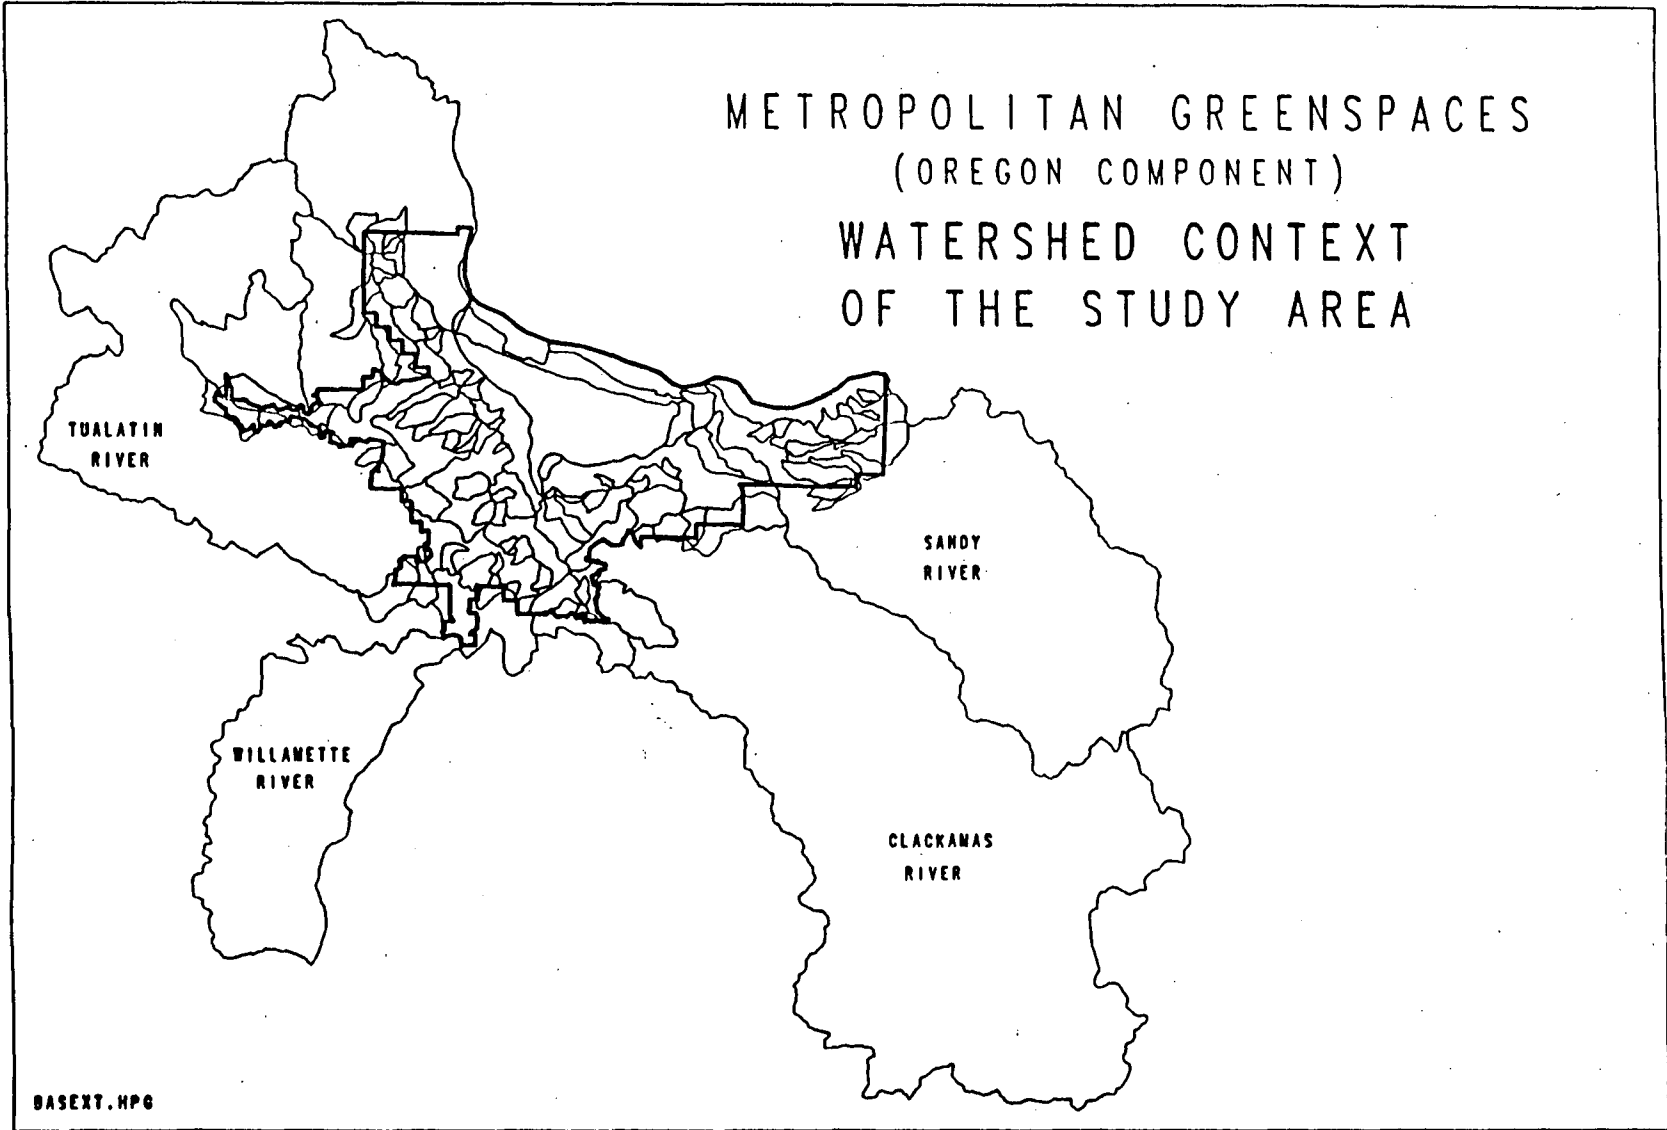 METROPOLITAN GREENSPACES
(OREGON COMPONENT)
WATERSHED CONTEXT
OF THE STUDY AREA
TUALATIN
RIVER
SANDY
RIVER
WILLAMETTE
RIVER
CLACKAMAS
RIVER
BASEXT.HPG